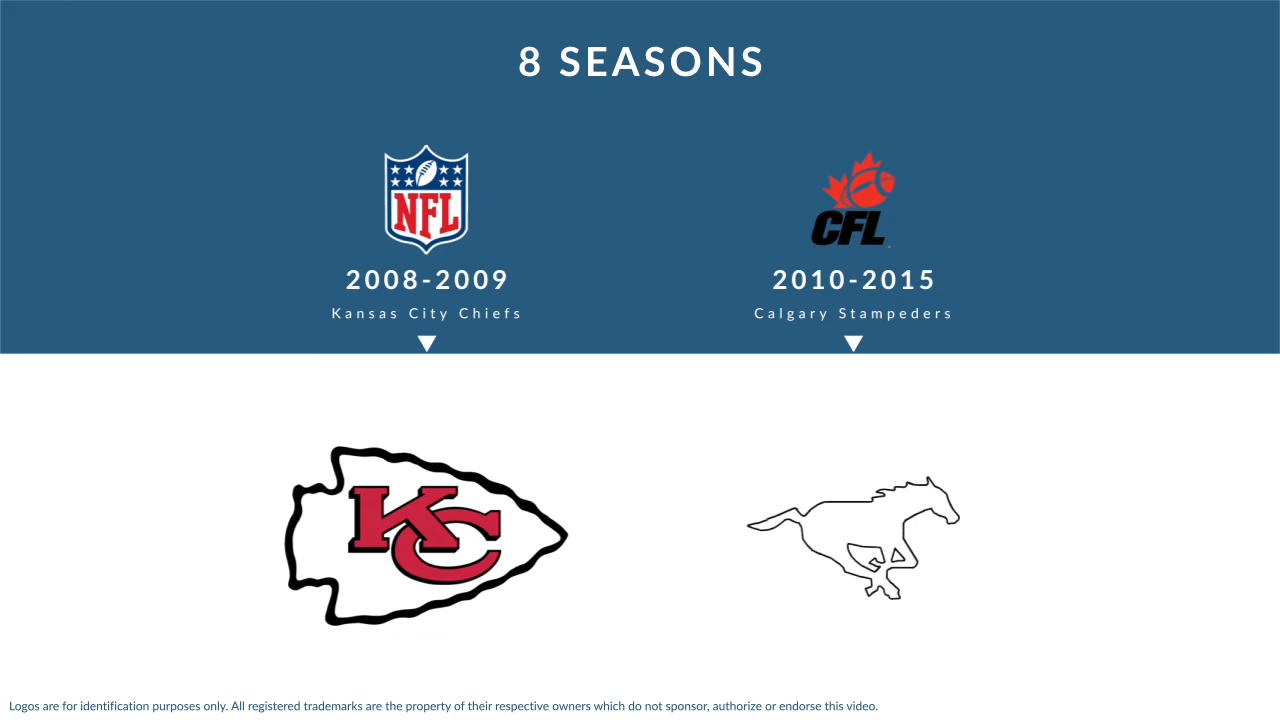 8 SEASONS
NFL
CFL
2008-2009
2010-2015
Kansas City Chiefs
Calgary Stampeders
KC
Logos are for identification purposes only. All registered trademarks are the property of their respective owners which do not sponsor, authorize or endorse this video.